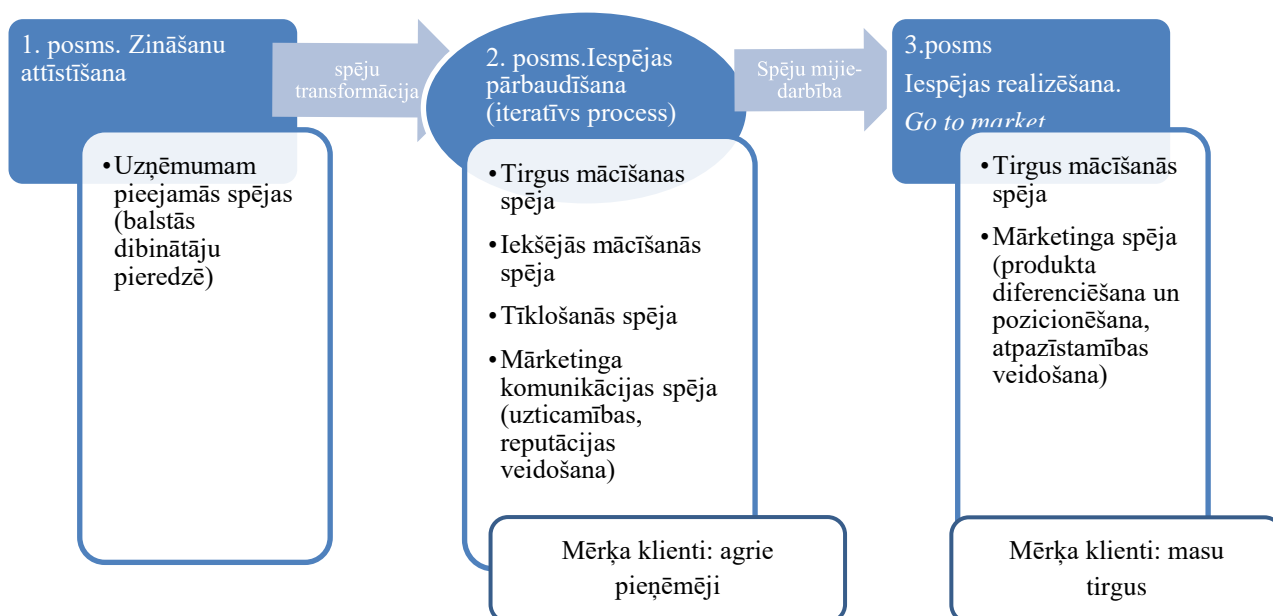 1. posms. Zināšanu
attīstīšana
• Uzņēmumam
pieejamās spējas
(balstās
dibinātāju
pieredzē)
spēju
transformācija
2. posms.Iespējas
pārbaudīšana
(iteratīvs process)
• Tirgus mācīšanas
spēja
• Iekšējās mācīšanās
spēja
• Tīklošanās spēja
• Mārketinga
komunikācijas spēja
(uzticamības,
reputācijas
veidošana)
Mērķa klienti: agrie
pieņēmēji
Spēju mijie-
darbība
3.posms
Iespējas realizēšana.
Go to market
• Tirgus mācīšanās
spēja
• Mārketinga spēja
(produkta
diferenciēšana un
pozicionēšana,
atpazīstamības
veidošana)
Mērķa klienti: masu
tirgus